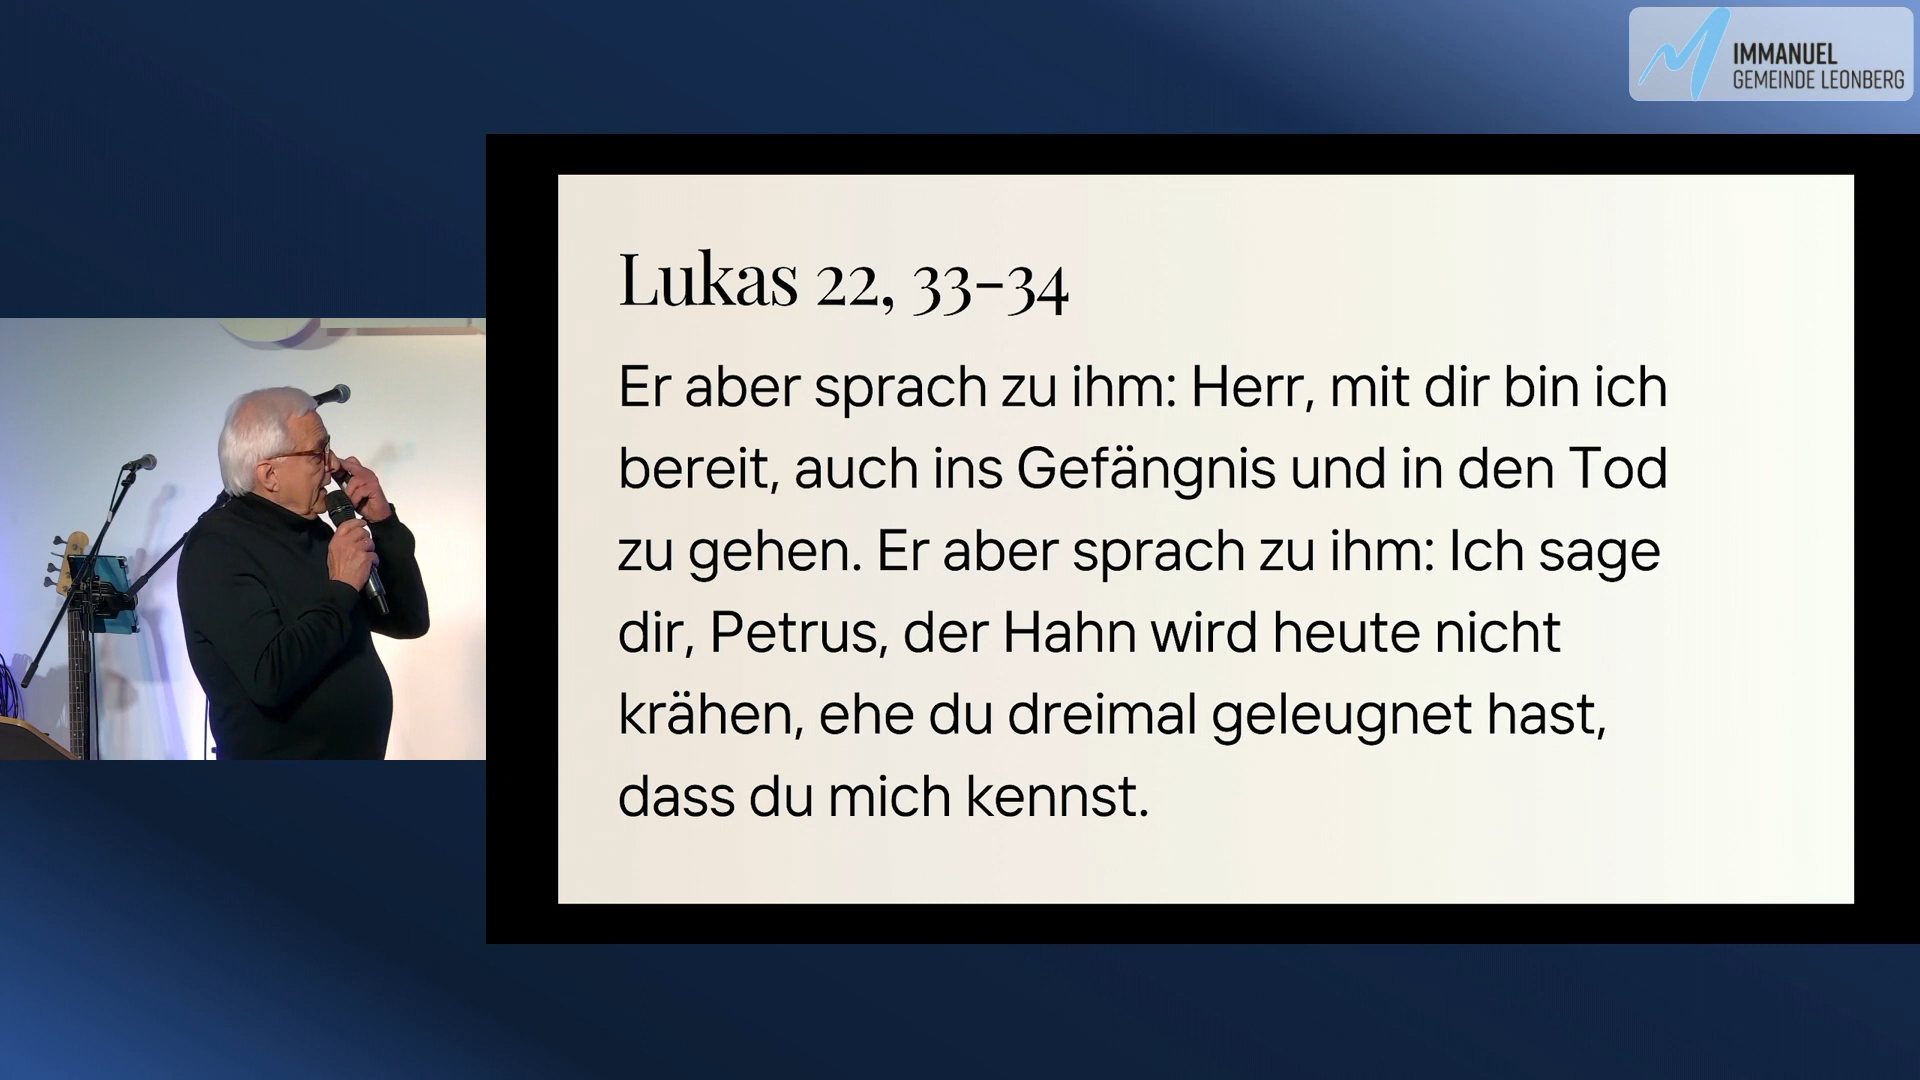 IMMANUEL
GEMEINDE LEONBERG
Lukas 22, 33-34
Er aber sprach zu ihm: Herr, mit dir bin ich
bereit, auch ins Gefängnis und in den Tod
zu gehen. Er aber sprach zu ihm: Ich sage
dir, Petrus, der Hahn wird heute nicht
krähen, ehe du dreimal geleugnet hast,
dass du mich kennst.